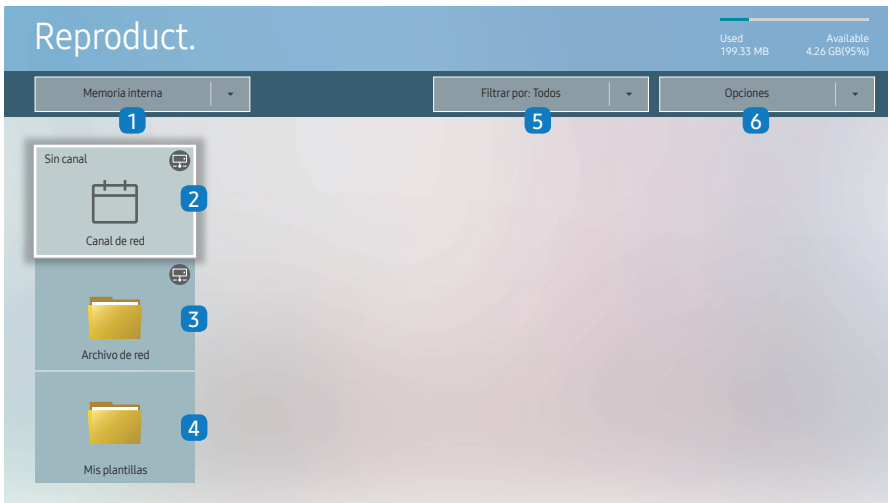 Reproduct.
Used Available
199.33 MB 4.26 GB(95%)
Memoria interna
Filtrar por: Todos
Opciones
1
5
6
Sin canal
2
Canal de red
3
Archivo de red
4
Mis plantillas